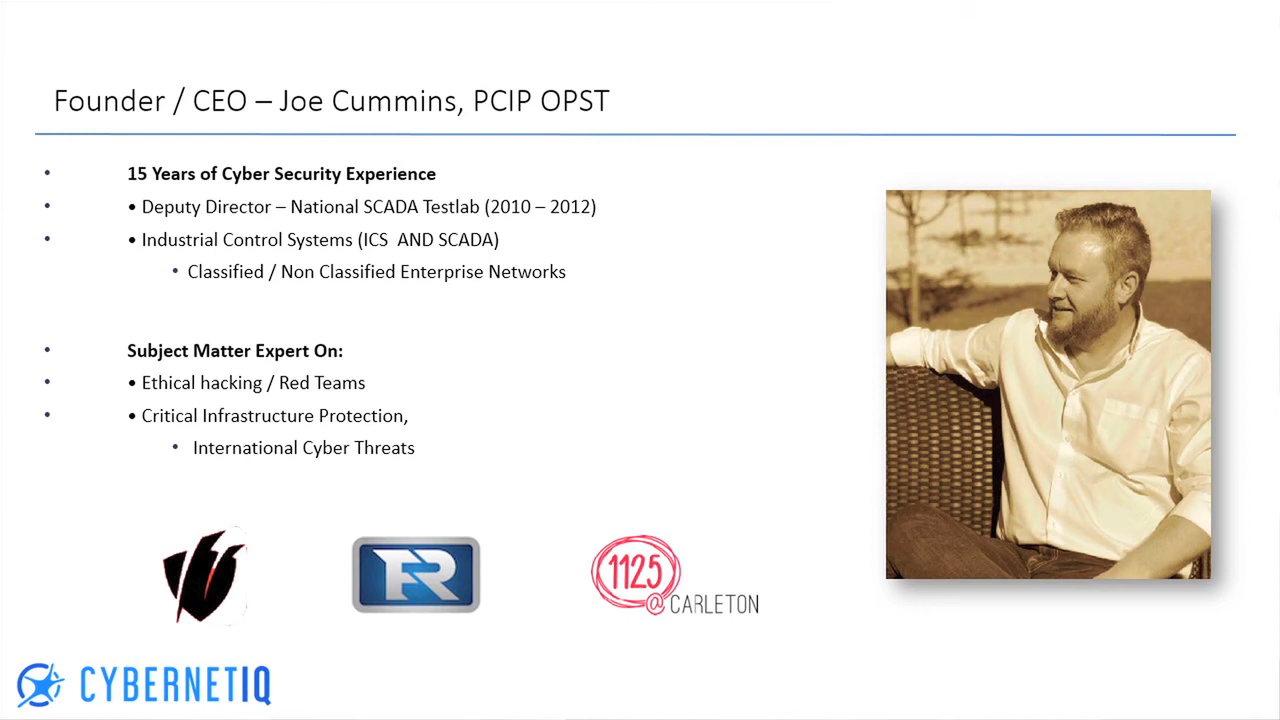 Founder / CEO – Joe Cummins, PCIP OPST
• 15 Years of Cyber Security Experience
• • Deputy Director – National SCADA Testlab (2010 – 2012)
• • Industrial Control Systems (ICS  AND SCADA)
• Classified / Non Classified Enterprise Networks
• Subject Matter Expert On:
• • Ethical hacking / Red Teams
• • Critical Infrastructure Protection,
• International Cyber Threats
FR
1125
@ CARLETON
CYBERNETIQ